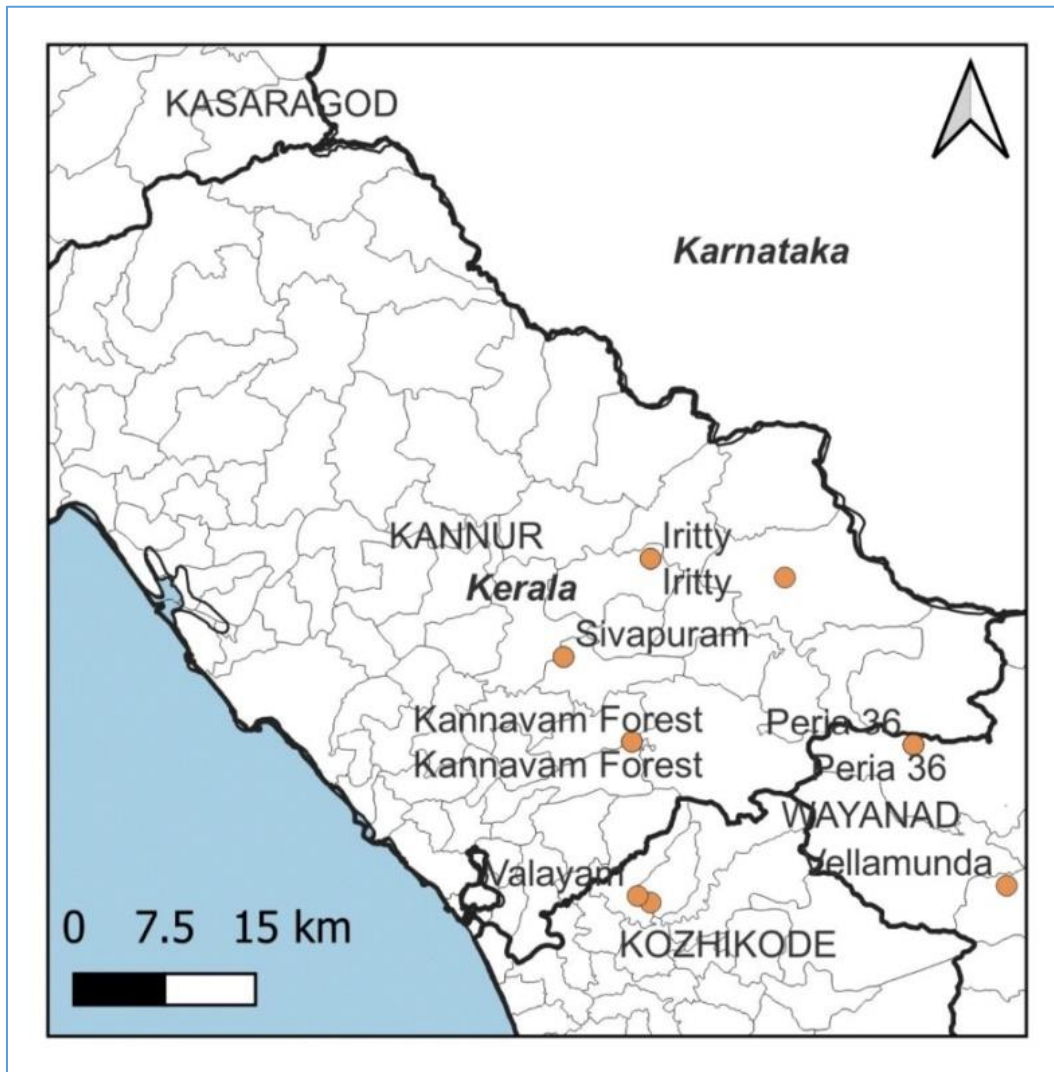 KASARAGOD
Karnataka
KANNUR
Iritty
Kerala
Iritty
Sivapuram
Kannavam Forest
Peria 36
Kannavam Forest
Peria 36
WAYANAD
Vellamunda
Valayam
0 7.5 15 km
KOZHIKODE